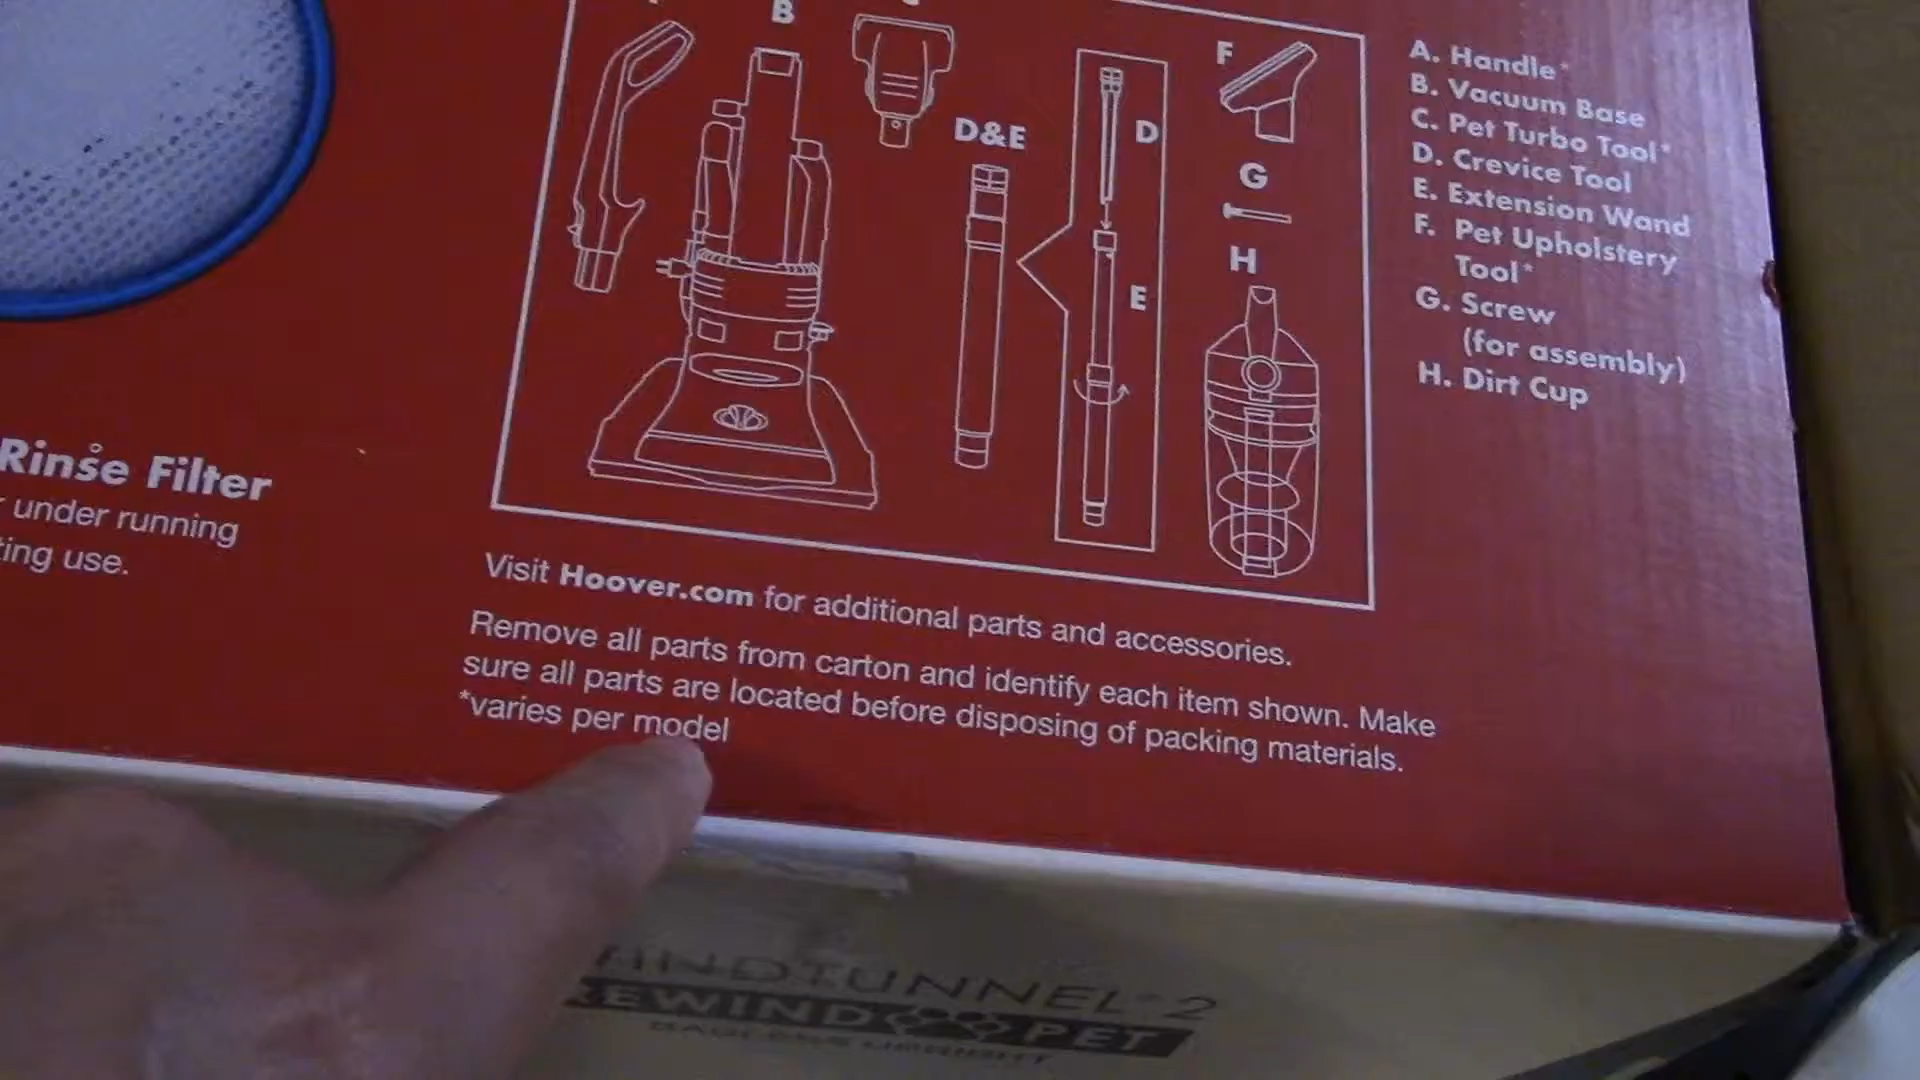 B
D&E
D
F
G
E
H
A. Handle*
B. Vacuum Base
C. Pet Turbo Tool*
D. Crevice Tool
E. Extension Wand
F. Pet Upholstery
Tool*
G. Screw
(for assembly)
H. Dirt Cup
Rinse Filter
under running
use.
Visit Hoover.com for additional parts and accessories.
Remove all parts from carton and identify each item shown. Make
sure all parts are located before disposing of packing materials.
*varies per model
2
PET